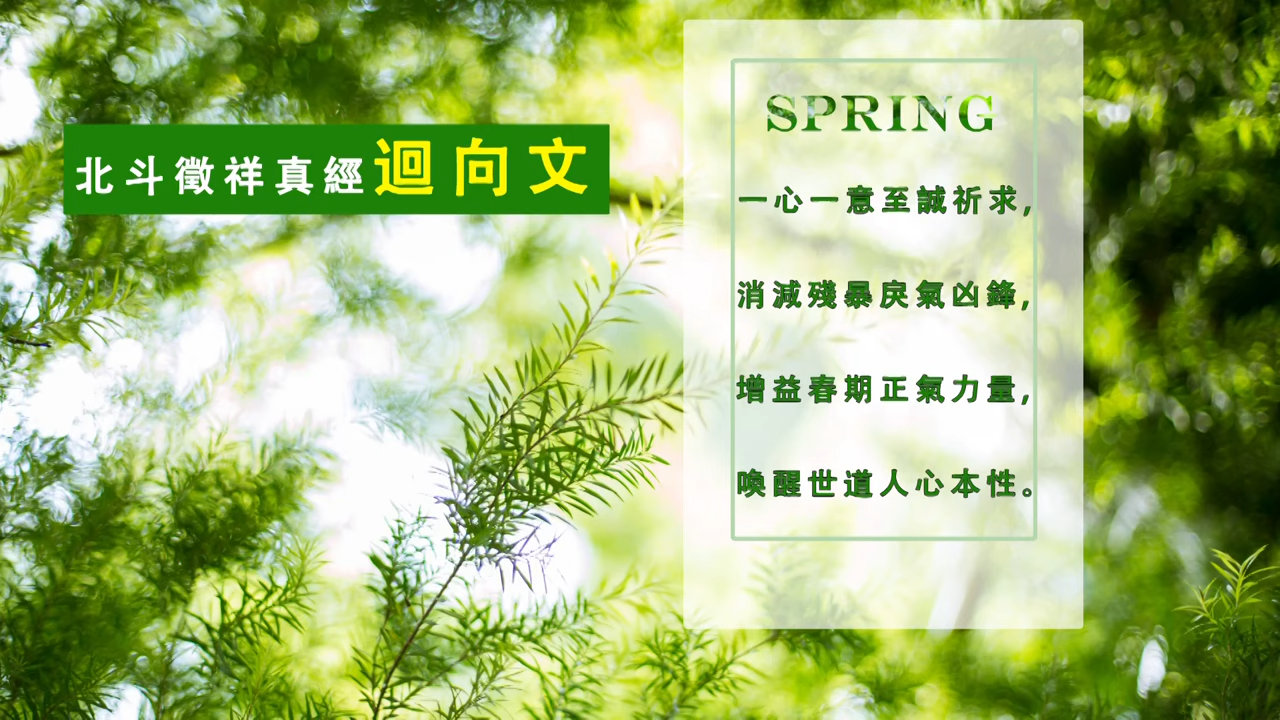 北斗徵祥真經迴向文
SPRING
一心一意至誠祈求,
消減殘暴戾氣凶鋒,
增益春期正氣力量,
喚醒世道人心本性。